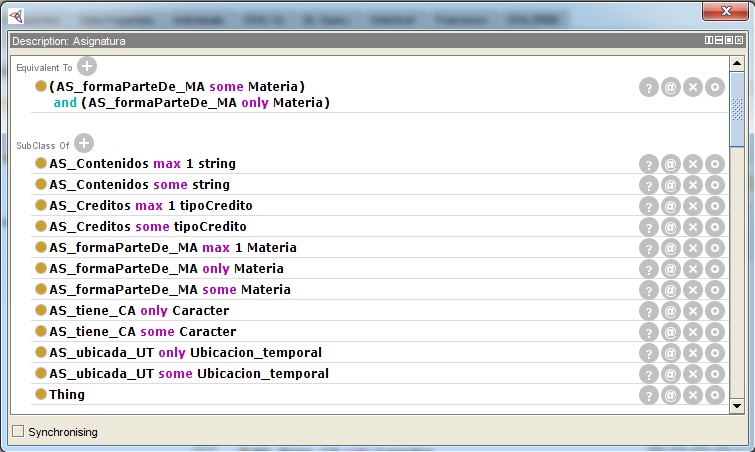 Description: Asignatura
Equivalent To
(AS_formaParteDe_MA some Materia)
and (AS_formaParteDe_MA only Materia)
SubClass Of
AS_Contenidos max 1 string
AS_Contenidos some string
AS_Creditos max 1 tipoCredito
AS_Creditos some tipoCredito
AS_formaParteDe_MA max 1 Materia
AS_formaParteDe_MA only Materia
AS_formaParteDe_MA some Materia
AS_tiene_CA only Caracter
AS_tiene_CA some Caracter
AS_ubicada_UT only Ubicacion_temporal
AS_ubicada_UT some Ubicacion_temporal
Thing
Synchronising